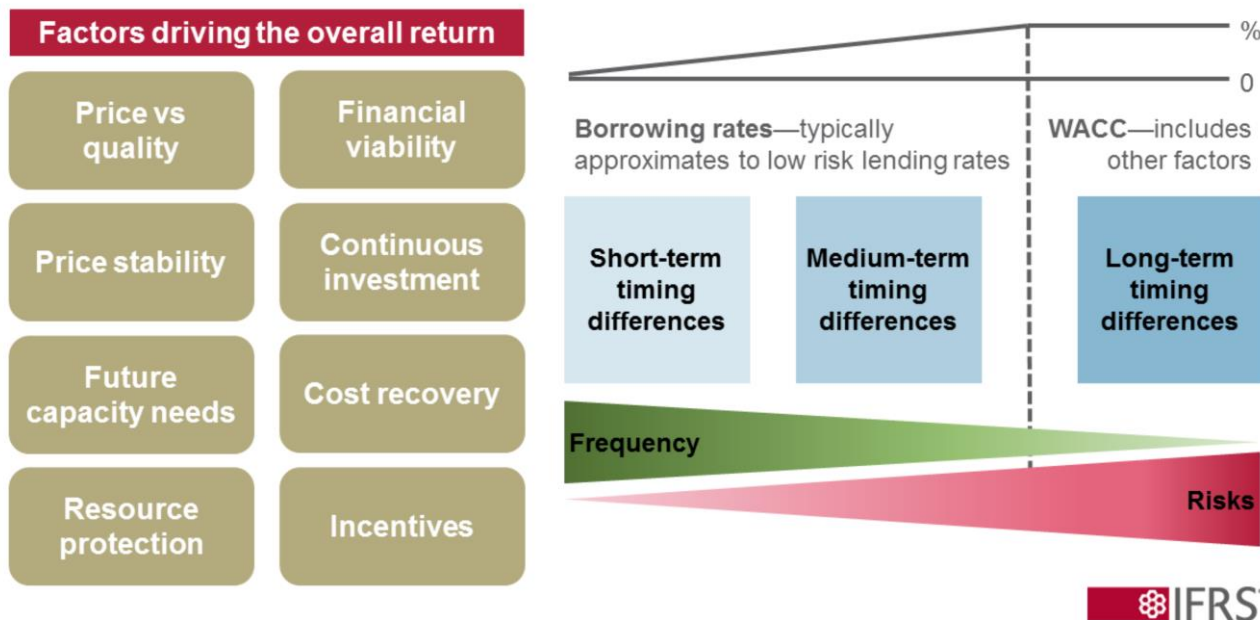 Factors driving the overall return
Price vs
quality
Financial
viability
Price stability
Continuous
investment
Future
capacity needs
Cost recovery
Resource
protection
Incentives
%
0
Borrowing rates—typically
approximates to low risk lending rates
WACC—includes
other factors
Short-term
timing
differences
Medium-term
timing
differences
Long-term
timing
differences
Frequency
Risks
IFRS